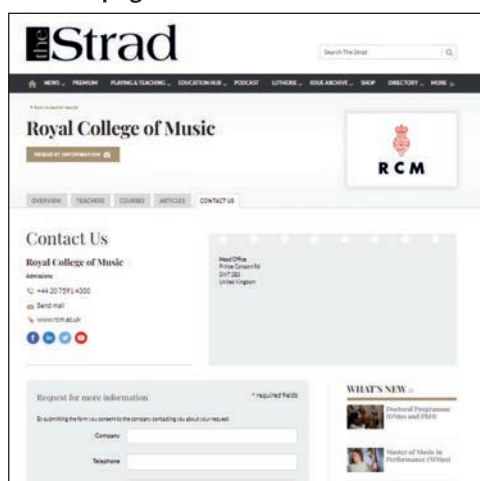 the Strad
Search The Strad
NEWS PREMIUM PLAYING & TEACHING EDUCATION HUB PODCAST LUTHERIE ISSUE ARCHIVE SHOP DIRECTORY MORE
Royal College of Music
REQUEST INFORMATION
RCM
OVERVIEW TEACHERS COURSES ARTICLES CONTACT US
Contact Us
Royal College of Music
Admissions
+44 20 7591 4300
Send mail
www.rcm.ac.uk
Head Office
Prince Consort Rd
SW7 2BS
United Kingdom
Request for more information
* required fields
By submitting the form you consent to the company contacting you about your request.
Company
Telephone
WHAT'S NEW
Doctoral Programme
(DMus and PhD)
Master of Music in
Performance (MMus)